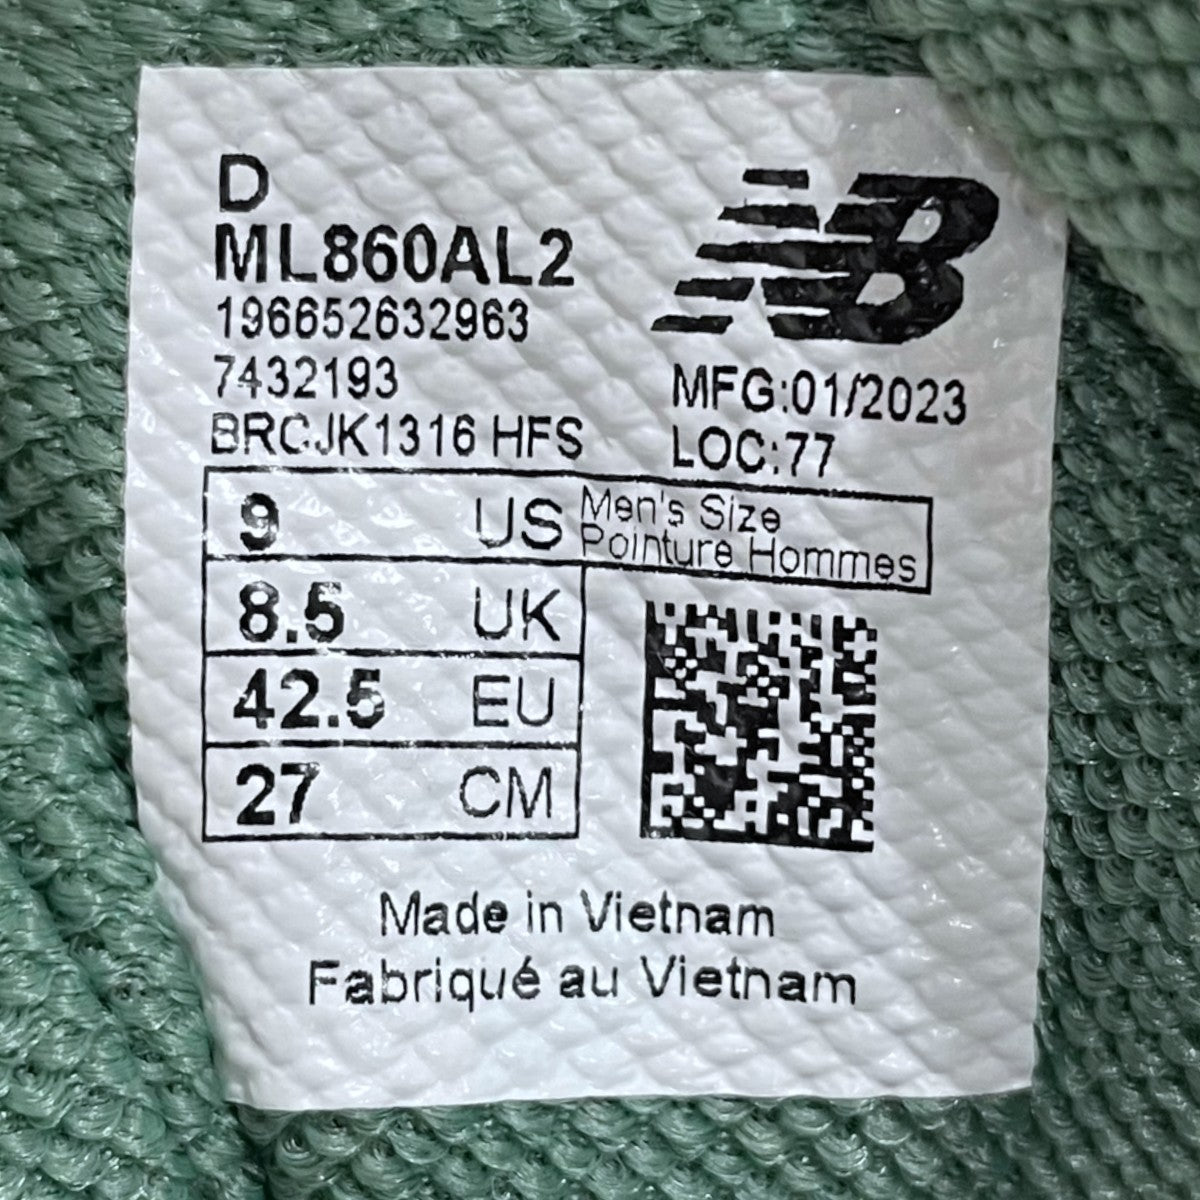 D
ML860AL2
196652632963
7432193
BRCJK1316 HFS
NB
MFG:01/2023
LOC:77
9 US Men's Size
Pointure Hommes
8.5 UK
42.5 EU
27 CM
Made in Vietnam
Fabriqué au Vietnam